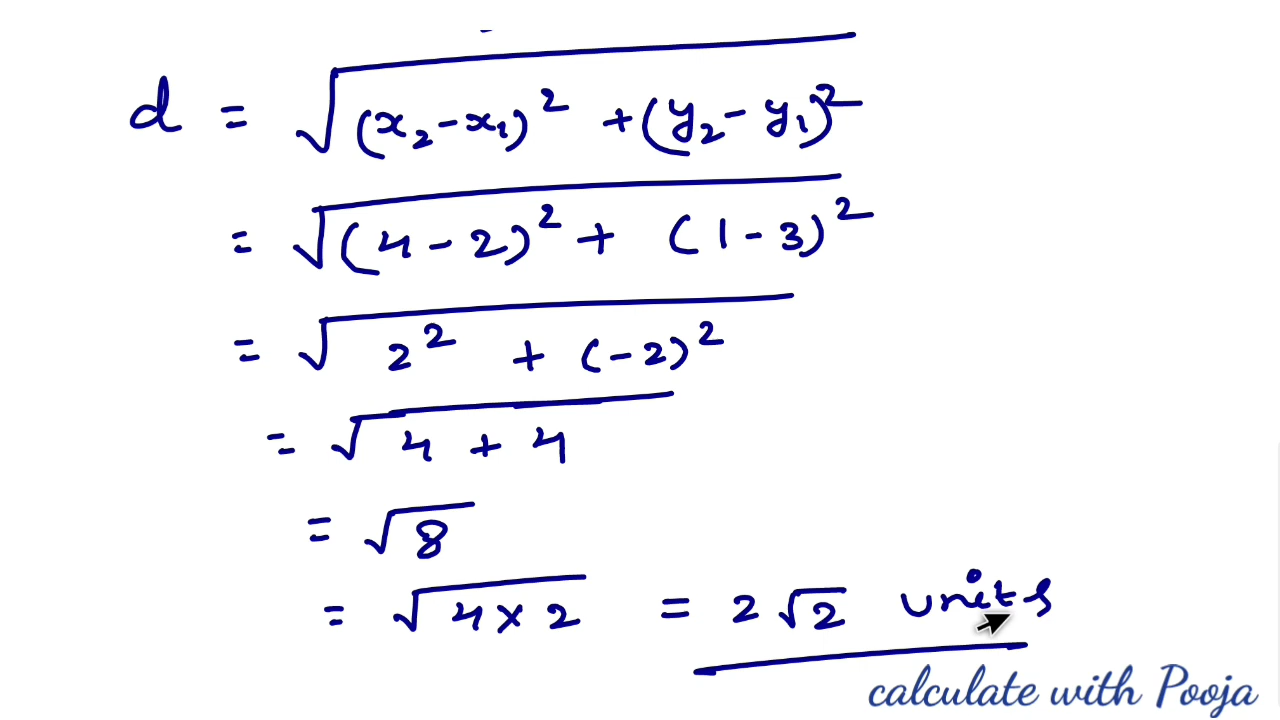 d = √(x₂-x₁)² + (y₂-y₁)²
= √(4-2)² + (1-3)²
= √2² + (-2)²
= √4 + 4
= √8
= √4×2 = 2√2 units
calculate with Pooja